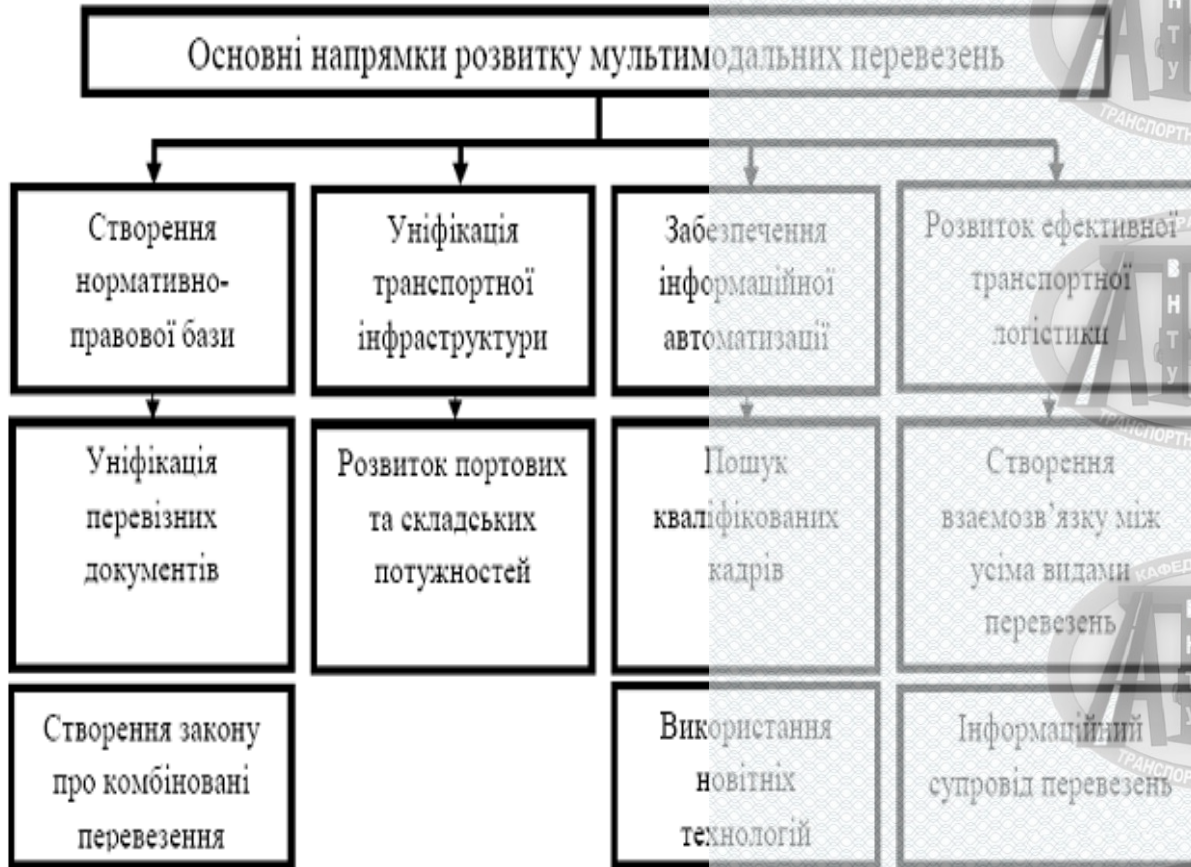 Основні напрямки розвитку мультимодальних перевезень
Створення
нормативно-
правової бази
Уніфікація
транспортної
інфраструктури
Забезпечення
інформаційної
автоматизації
Розвиток ефективної
транспортної
логістики
Уніфікація
перевізних
документів
Розвиток портових
та складських
потужностей
Пошук
кваліфікованих
кадрів
Створення
взаємозв’язку між
усіма видами
перевезень
Створення закону
про комбіновані
перевезення
Використання
новітніх
технологій
Інформаційний
супровід перевезень